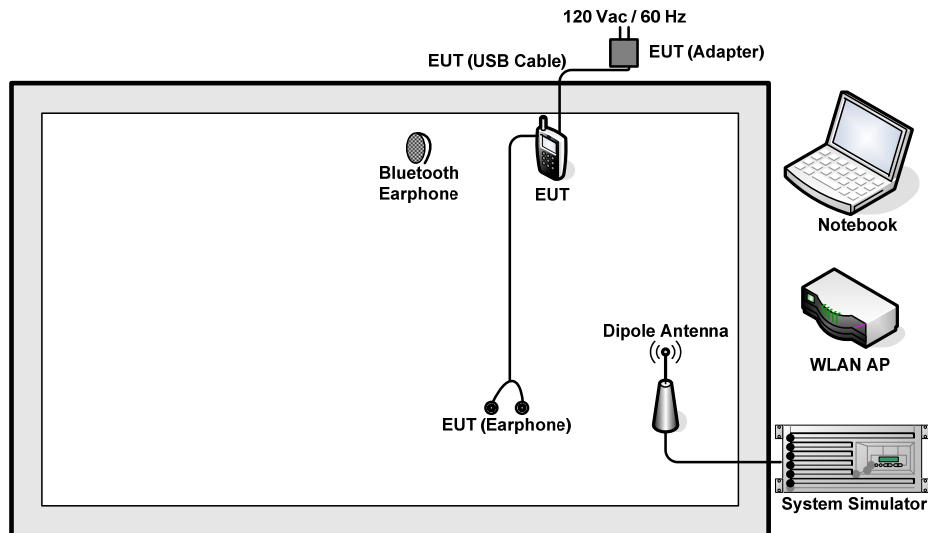 120 Vac / 60 Hz
EUT (USB Cable)
EUT (Adapter)
Bluetooth
Earphone
EUT
Notebook
Dipole Antenna
WLAN AP
EUT (Earphone)
System Simulator